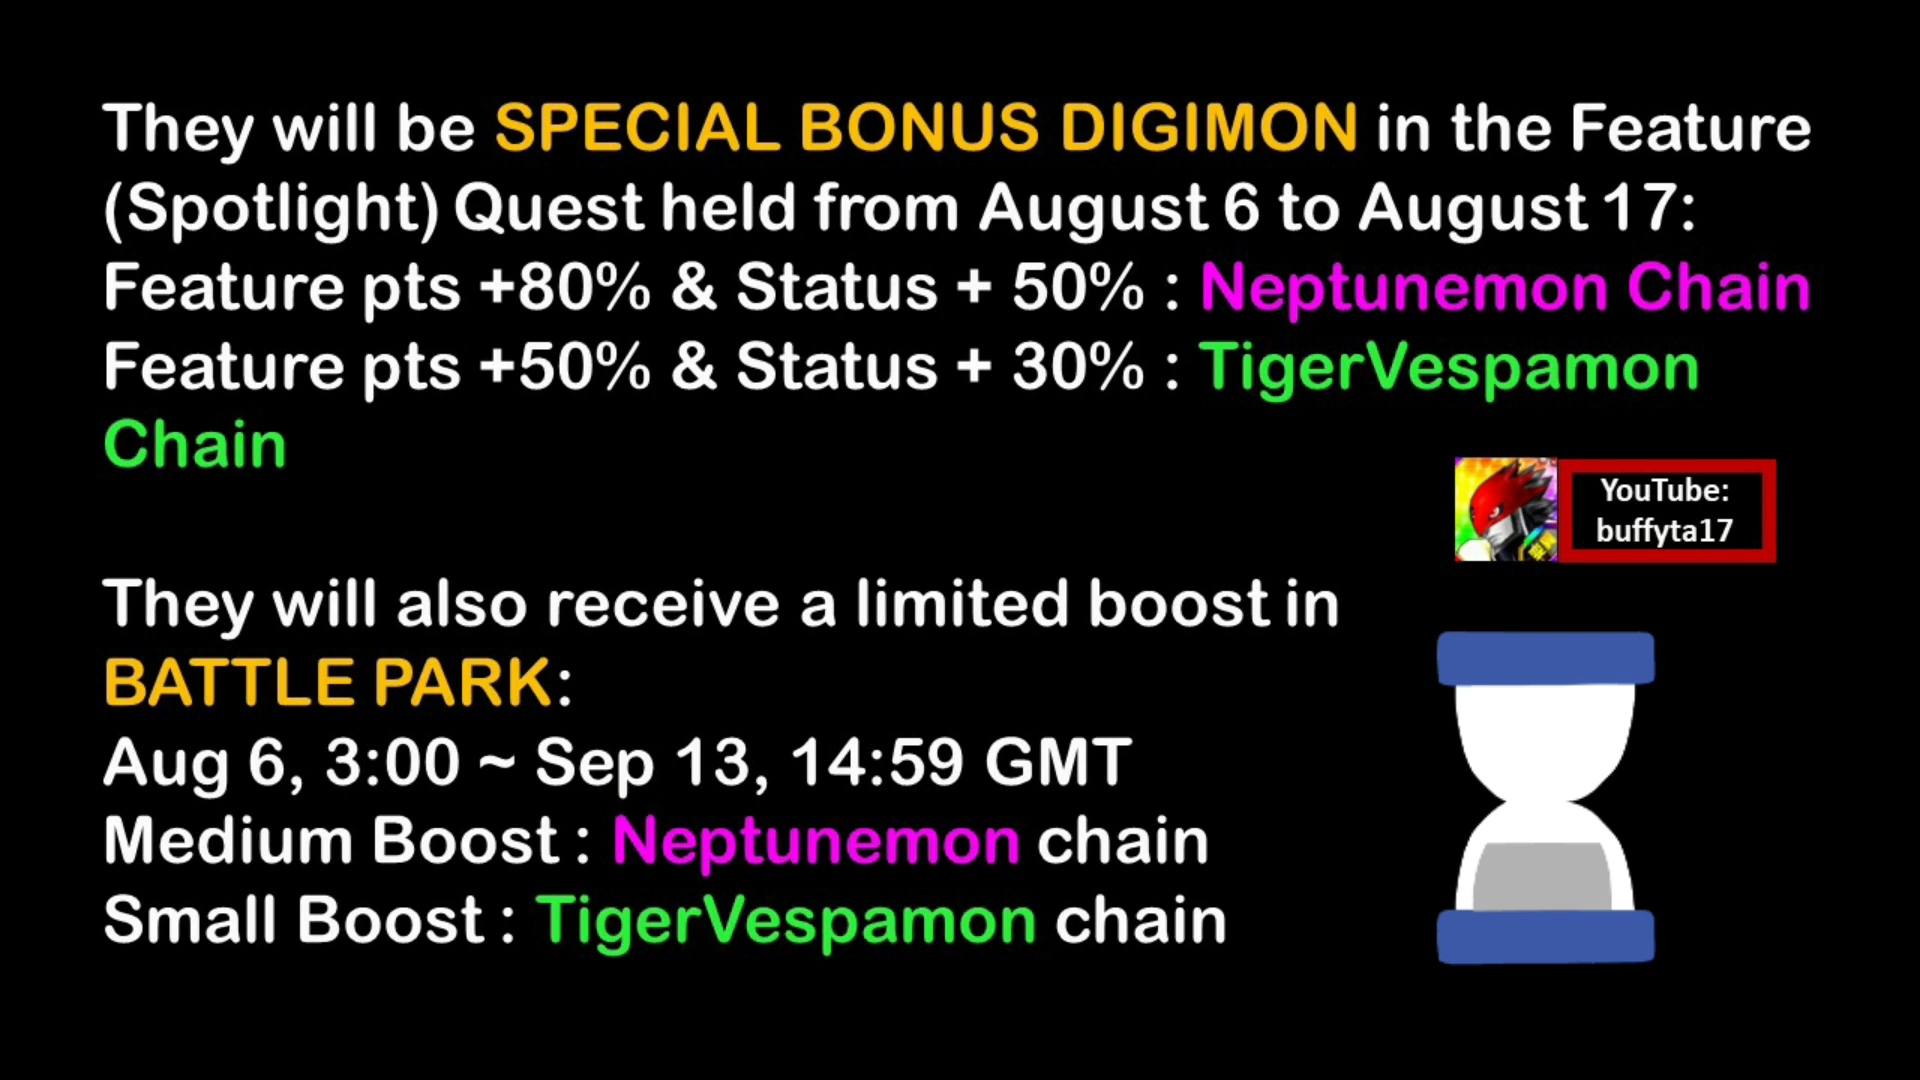 They will be SPECIAL BONUS DIGIMON in the Feature
(Spotlight) Quest held from August 6 to August 17:
Feature pts +80% & Status + 50% : Neptunemon Chain
Feature pts +50% & Status + 30% : TigerVespamon
Chain
YouTube:
buffyta17
They will also receive a limited boost in
BATTLE PARK:
Aug 6, 3:00 ~ Sep 13, 14:59 GMT
Medium Boost : Neptunemon chain
Small Boost : TigerVespamon chain